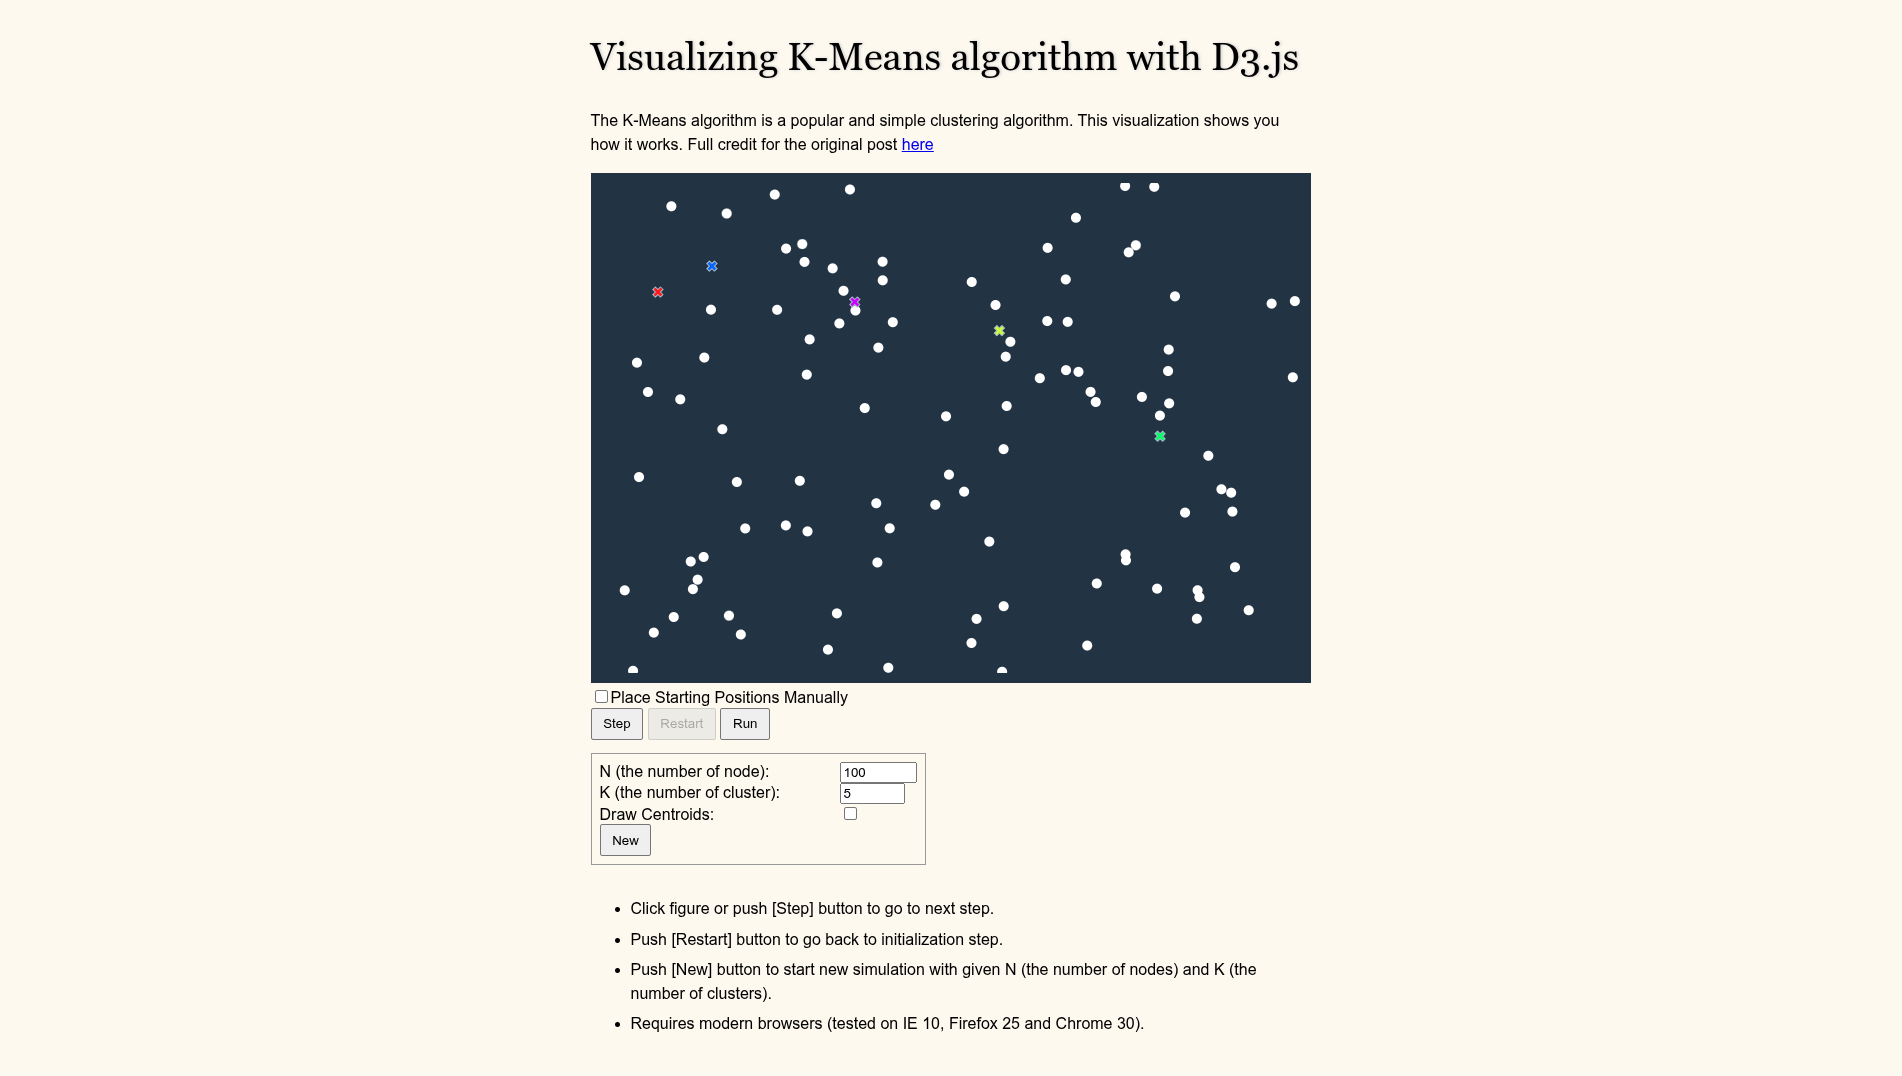 Visualizing K-Means algorithm with D3.js
The K-Means algorithm is a popular and simple clustering algorithm. This visualization shows you
how it works. Full credit for the original post here
Place Starting Positions Manually
Step Restart Run
N (the number of node): 100
K (the number of cluster): 5
Draw Centroids:
New
• Click figure or push [Step] button to go to next step.
• Push [Restart] button to go back to initialization step.
• Push [New] button to start new simulation with given N (the number of nodes) and K (the
number of clusters).
• Requires modern browsers (tested on IE 10, Firefox 25 and Chrome 30).